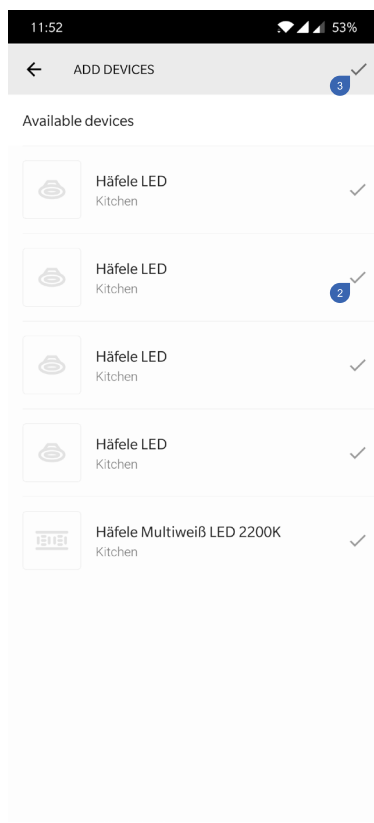 11:52
53%
ADD DEVICES
3
Available devices
Häfele LED
Kitchen
Häfele LED
Kitchen
2
Häfele LED
Kitchen
Häfele LED
Kitchen
Häfele Multiweiß LED 2200K
Kitchen